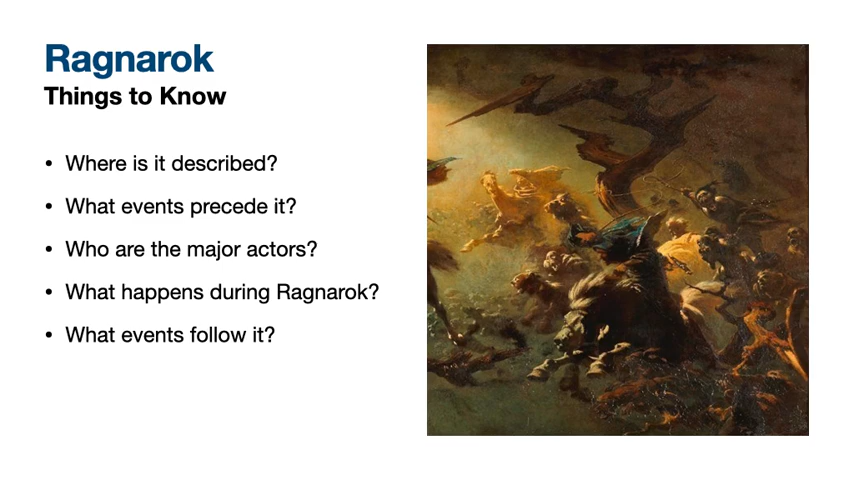 Ragnarok
Things to Know
• Where is it described?
• What events precede it?
• Who are the major actors?
• What happens during Ragnarok?
• What events follow it?